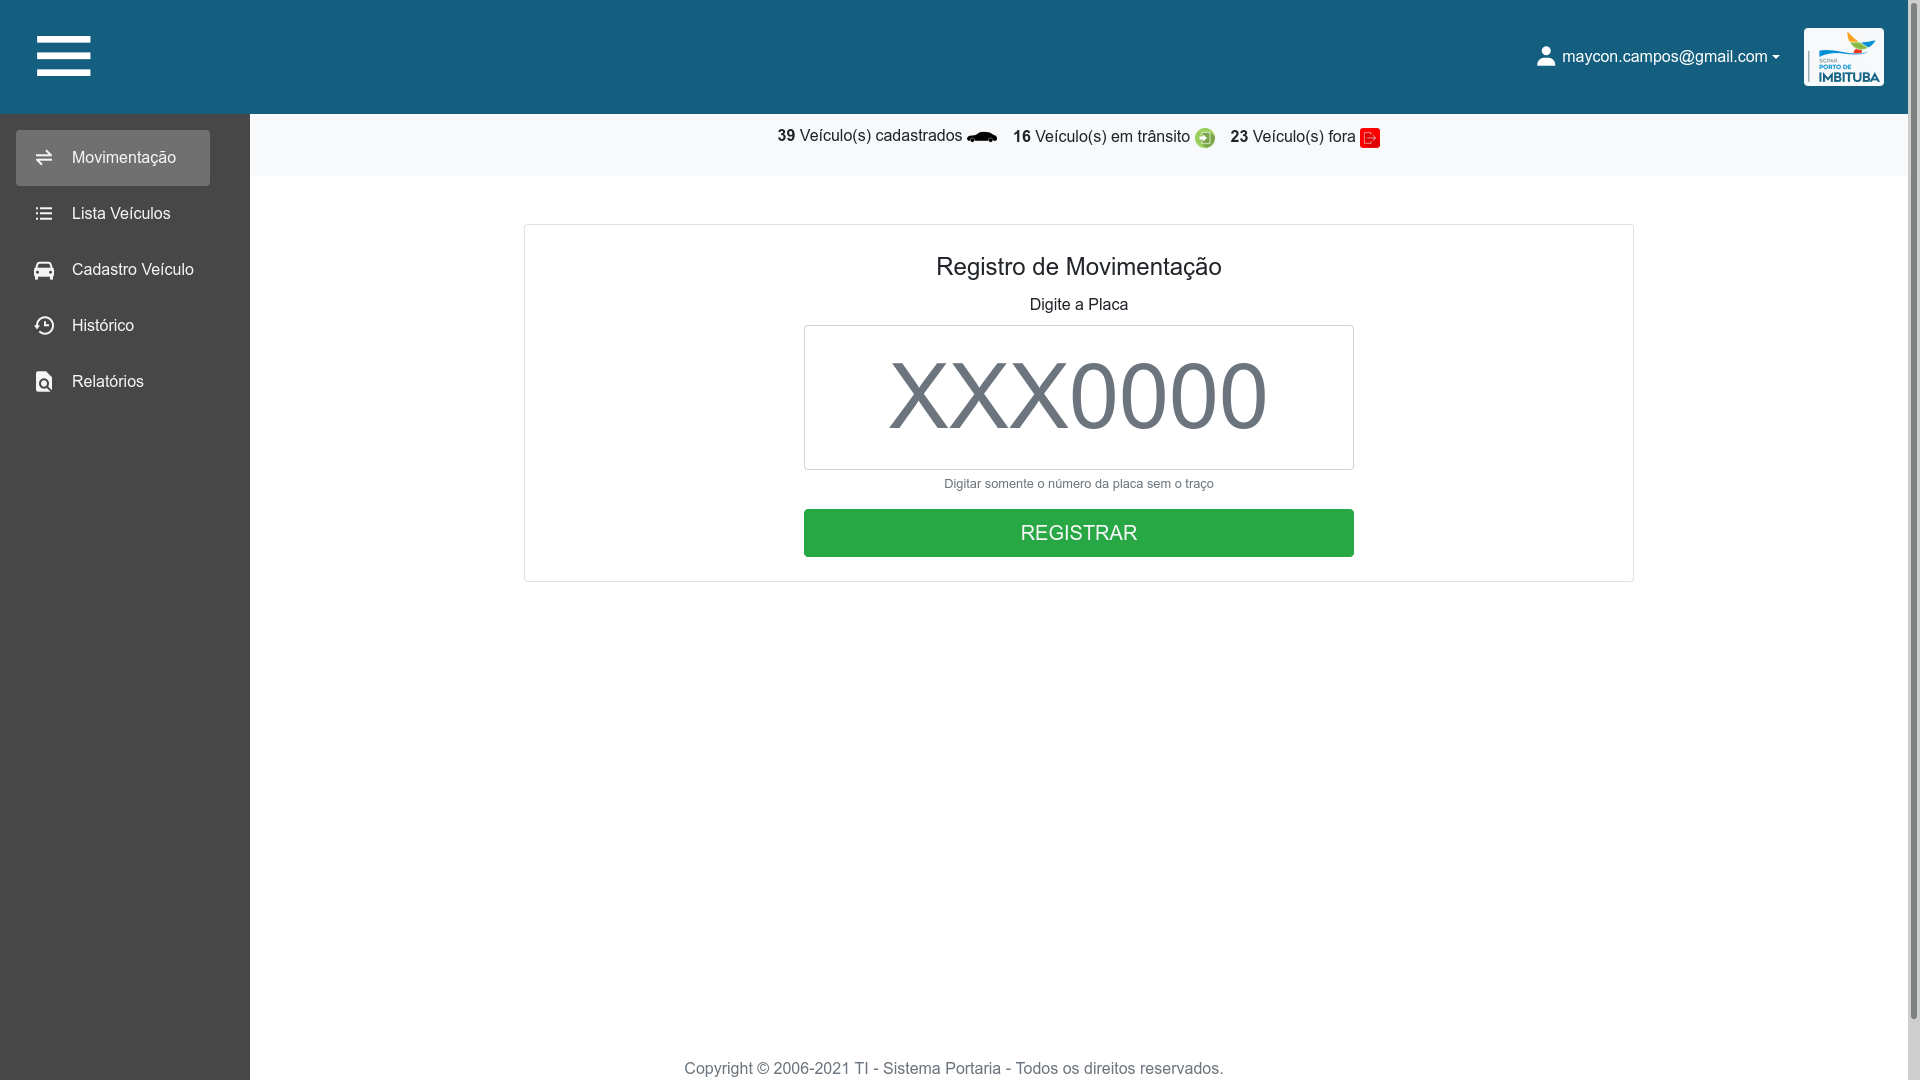 maycon.campos@gmail.com
SCPAR
PORTO DE
IMBITUBA
39 Veículo(s) cadastrados 16 Veículo(s) em trânsito 23 Veículo(s) fora
Movimentação
Lista Veículos
Cadastro Veículo
Histórico
Relatórios
Registro de Movimentação
Digite a Placa
XXX0000
Digitar somente o número da placa sem o traço
REGISTRAR
Copyright © 2006-2021 TI - Sistema Portaria - Todos os direitos reservados.